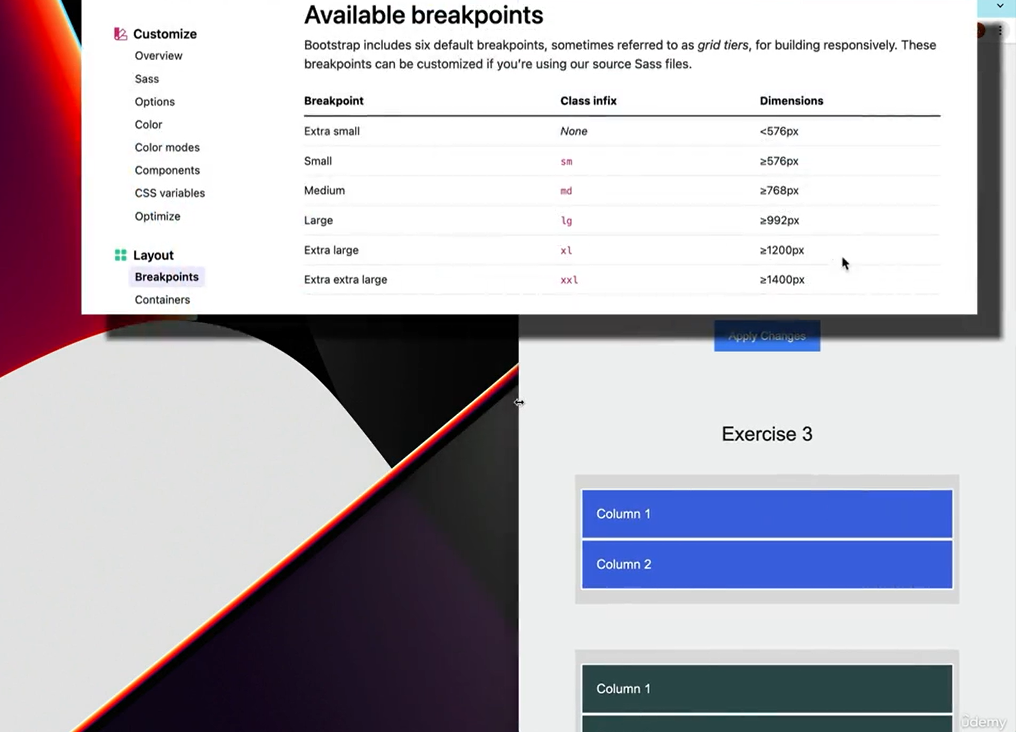 Customize
Overview
Sass
Options
Color
Color modes
Components
CSS variables
Optimize
Layout
Breakpoints
Containers
Available breakpoints
Bootstrap includes six default breakpoints, sometimes referred to as grid tiers, for building responsively. These
breakpoints can be customized if you're using our source Sass files.
Breakpoint Class infix Dimensions
Extra small None <576px
Small sm ≥576px
Medium md ≥768px
Large lg ≥992px
Extra large xl ≥1200px
Extra extra large xxl ≥1400px
Apply Changes
Exercise 3
Column 1
Column 2
Column 1
ûdemy